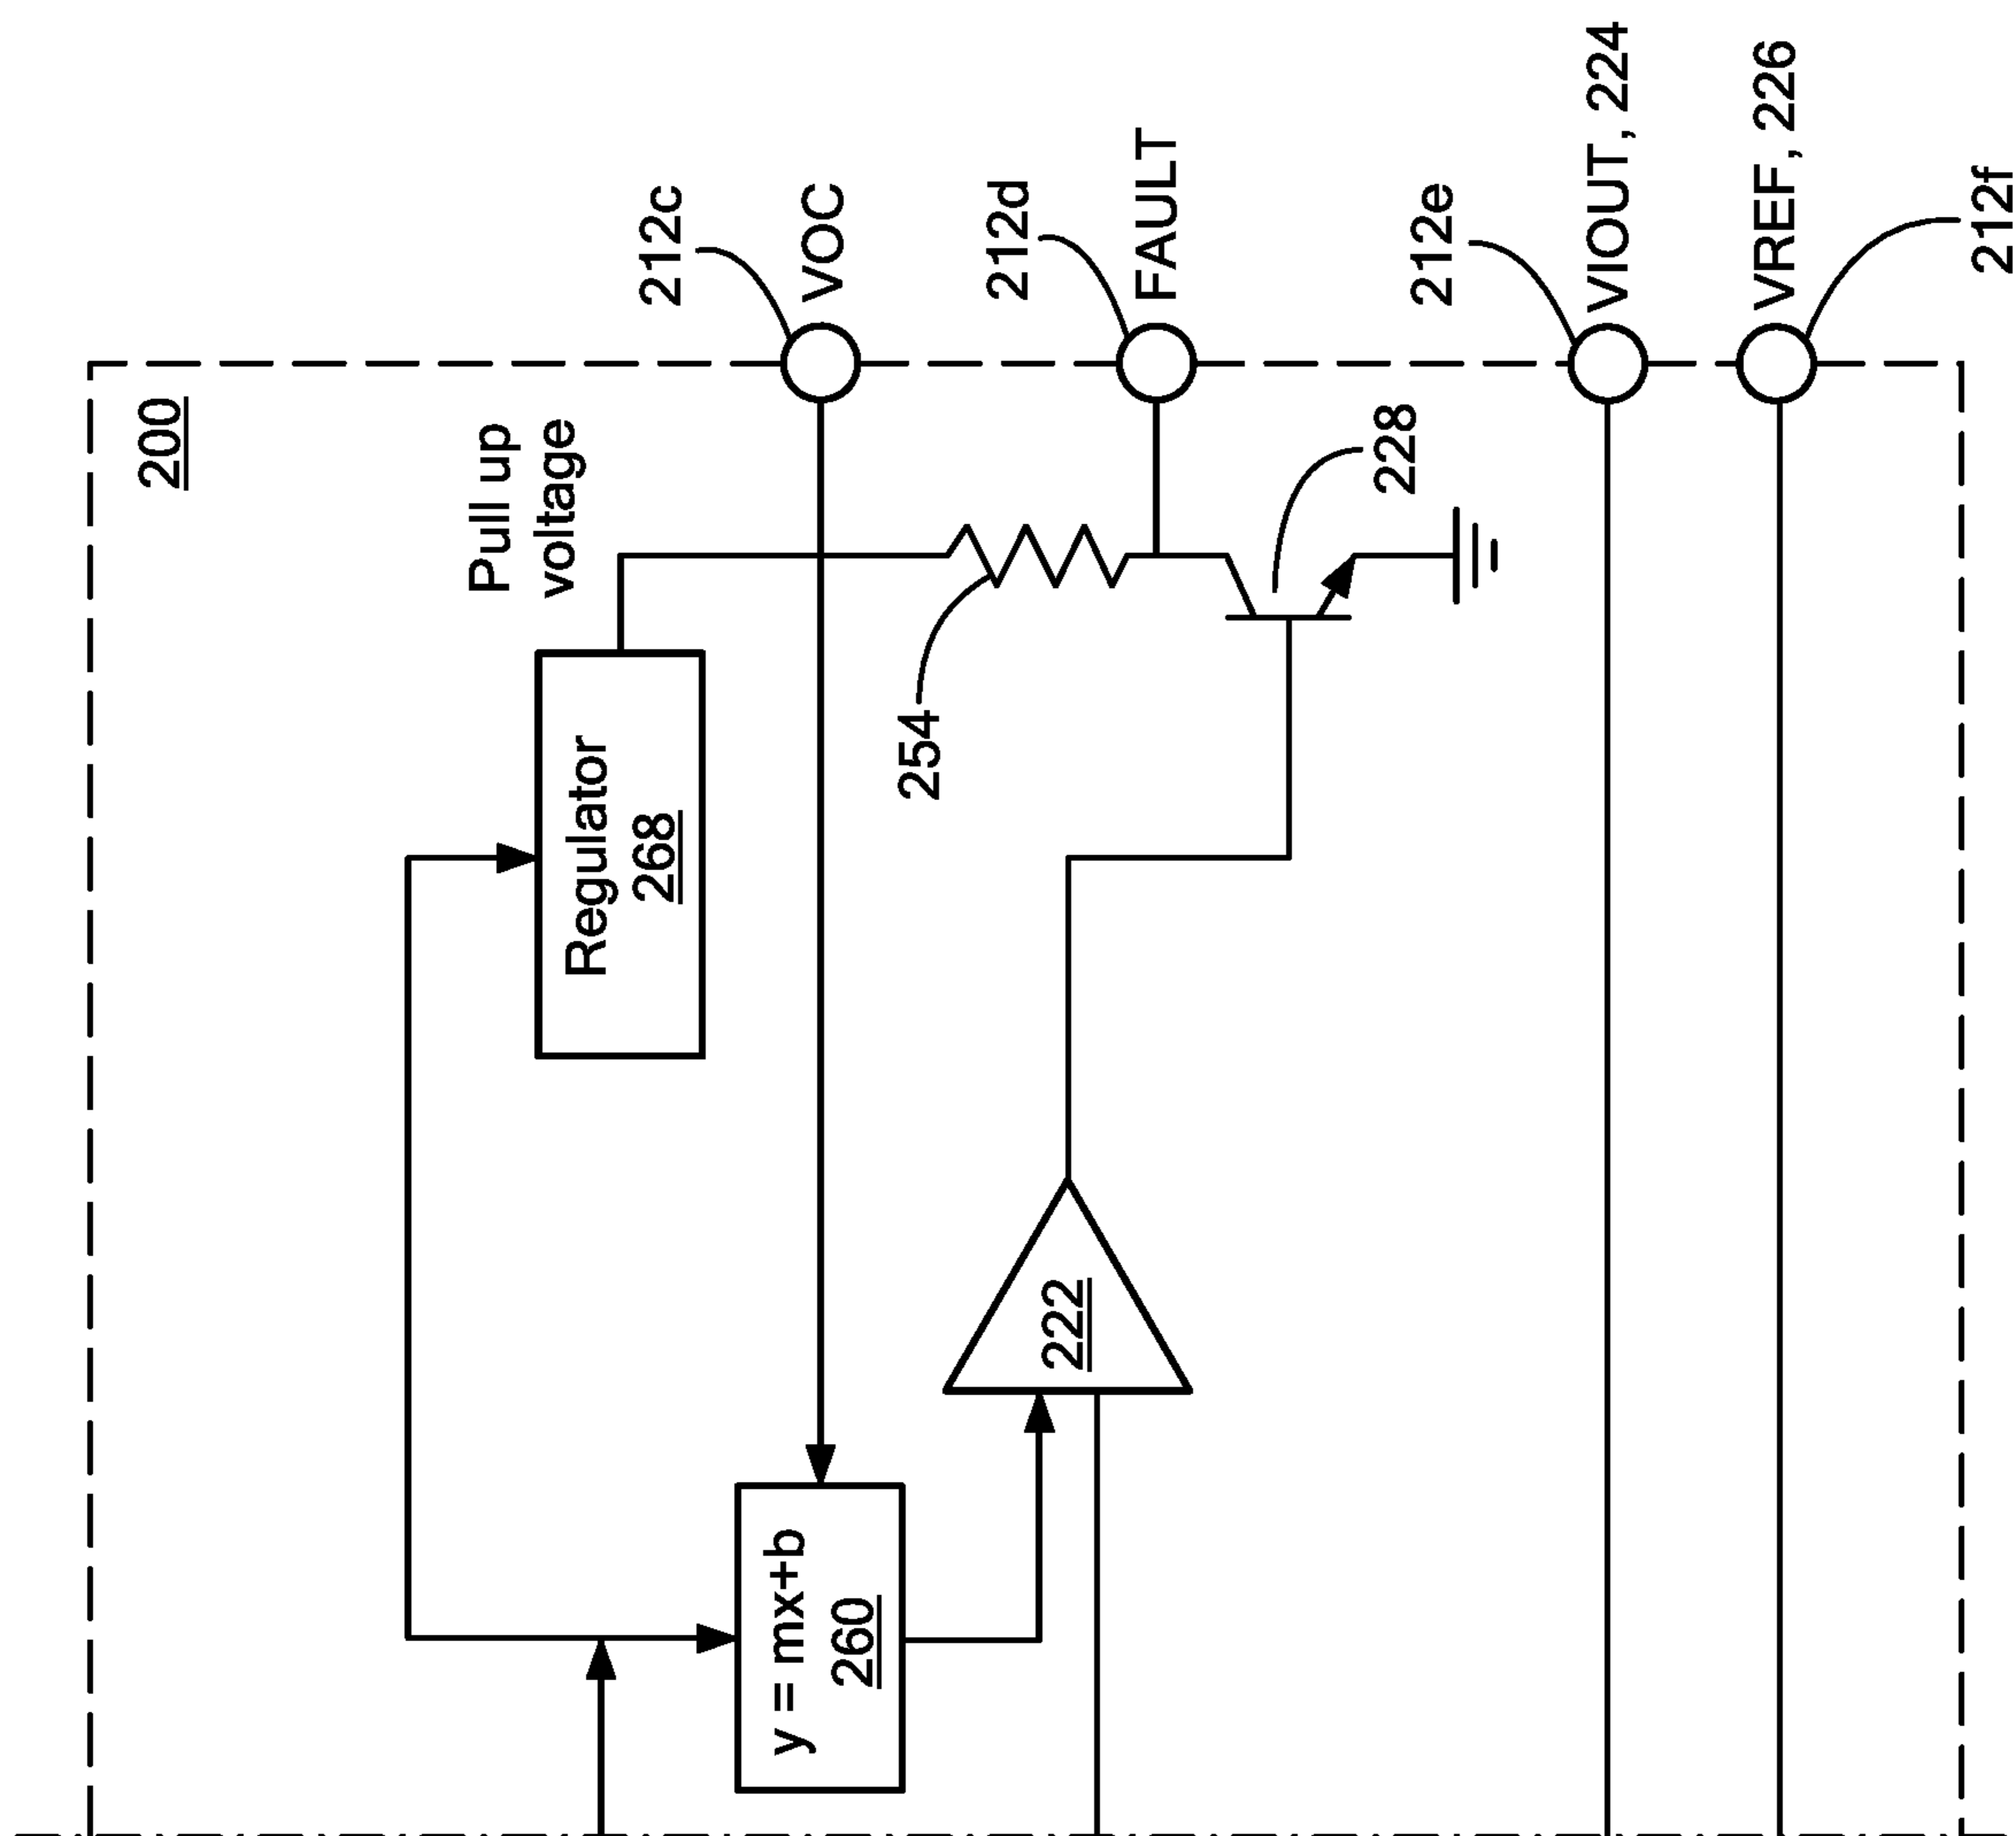 200
Pull up
voltage
Regulator
268
y = mx+b
260
222
254
228
212c
VOC
212d
FAULT
212e
VIOUT, 224
VREF, 226
212f